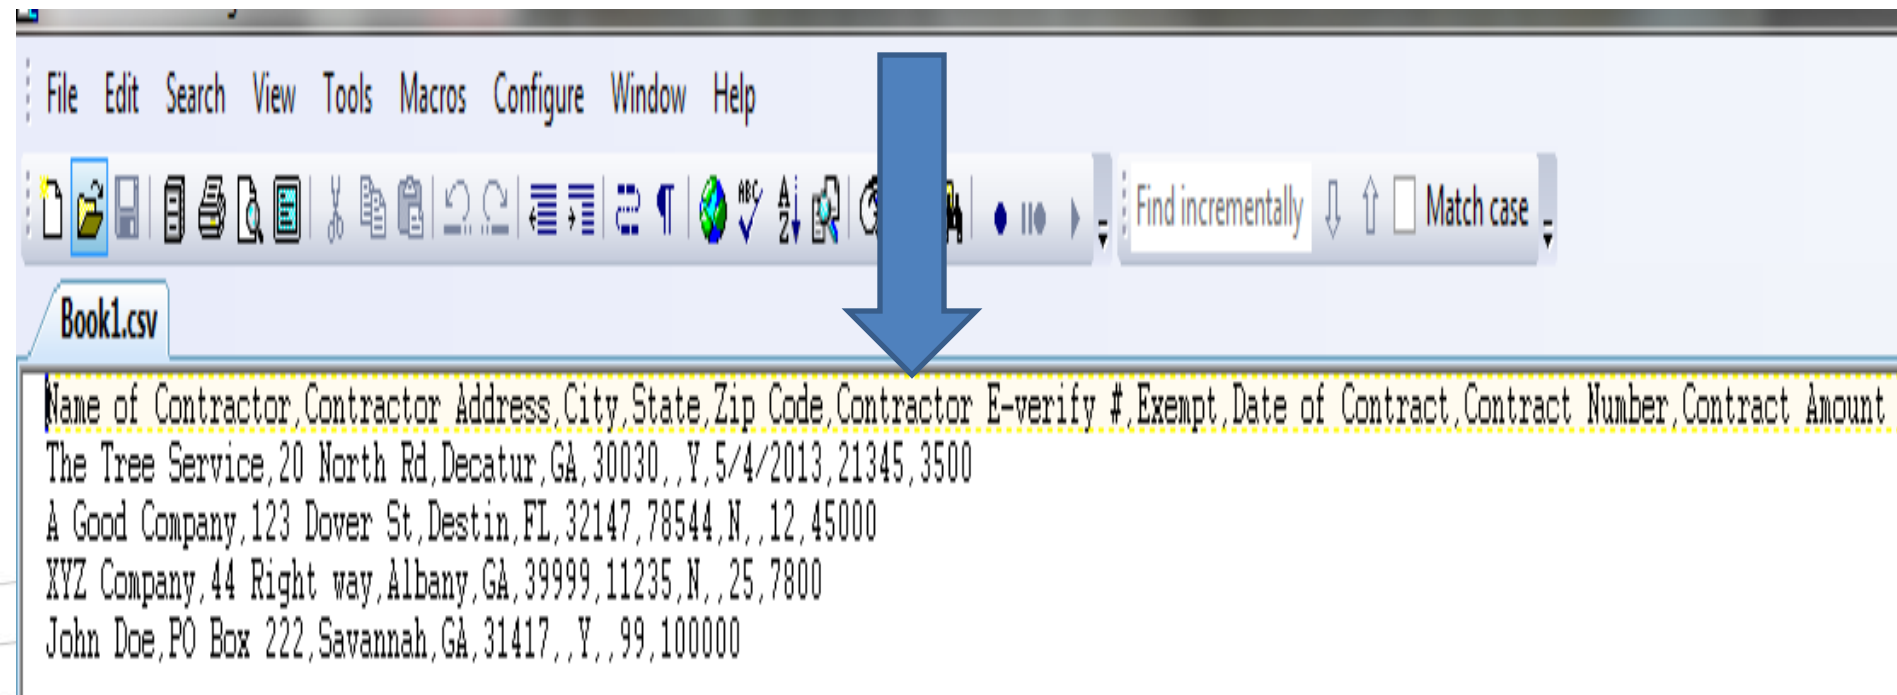 File Edit Search View Tools Macros Configure Window Help
ABC A Z Find incrementally Match case
Book1.csv
Name of Contractor,Contractor Address,City,State,Zip Code,Contractor E-verify #,Exempt,Date of Contract,Contract Number,Contract Amount
The Tree Service,20 North Rd,Decatur,GA,30030,,Y,5/4/2013,21345,3500
A Good Company,123 Dover St,Destin,FL,32147,78544,N,,12,45000
XYZ Company,44 Right way,Albany,GA,39999,11235,N,,25,7800
John Doe,PO Box 222,Savannah,GA,31417,,Y,,99,100000